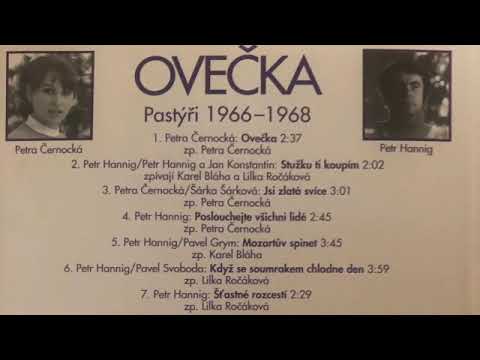 OVEČKA
Pastýři 1966–1968
Petra Černocká
Petr Hannig
1. Petra Černocká: Ovečka 2:37
zp. Petra Černocká
2. Petr Hannig/Petr Hannig a Jan Konstantin: Stužku ti koupím 2:02
zpívají Karel Bláha a Lilka Ročáková
3. Petra Černocká/Šárka Šárková: Jsi zlatá svíce 3:01
zp. Petra Černocká
4. Petr Hannig: Poslouchejte všichni lidé 2:45
zp. Petra Černocká
5. Petr Hannig/Pavel Grym: Mozartův spinet 3:45
zp. Karel Bláha
6. Petr Hannig/Pavel Svoboda: Když se soumrakem chladne den 3:59
zp. Lilka Ročáková
7. Petr Hannig: Šťastné rozcestí 2:29
zp. Lilka Ročáková